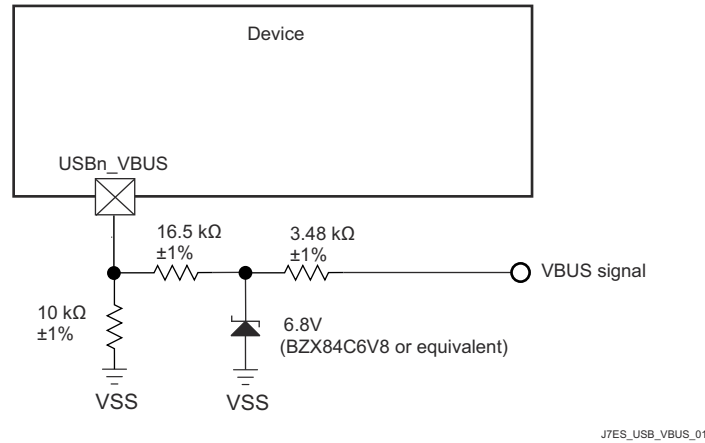 Device
USBn_VBUS
16.5 kΩ
±1%
3.48 kΩ
±1%
VBUS signal
10 kΩ
±1%
6.8V
(BZX84C6V8 or equivalent)
VSS
VSS
J7ES_USB_VBUS_01